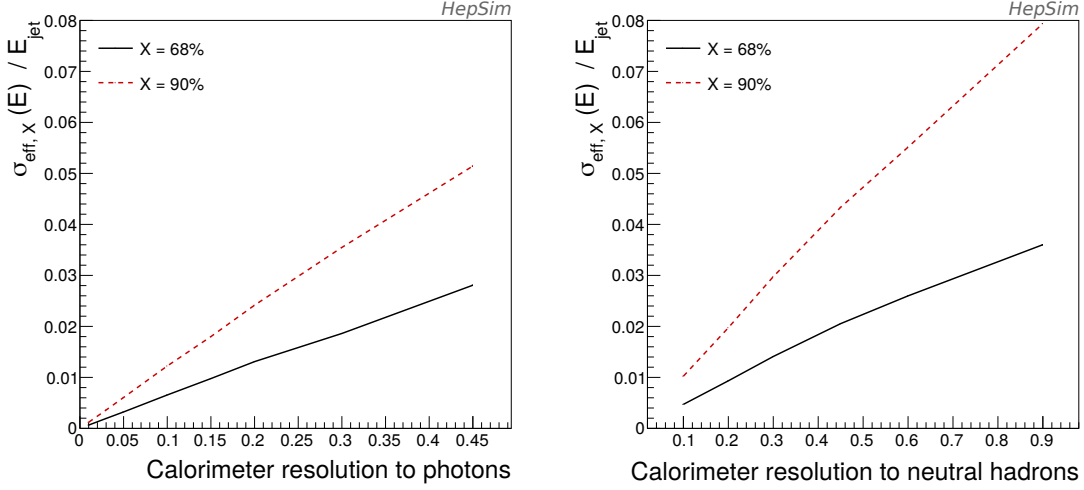 HepSim
σeff, X (E) / Ejet
0.08
0.07
0.06
0.05
0.04
0.03
0.02
0.01
0
X = 68%
X = 90%
0.05 0.1 0.15 0.2 0.25 0.3 0.35 0.4 0.45
Calorimeter resolution to photons
HepSim
σeff, X (E) / Ejet
0.08
0.07
0.06
0.05
0.04
0.03
0.02
0.01
0
X = 68%
X = 90%
0.1 0.2 0.3 0.4 0.5 0.6 0.7 0.8 0.9
Calorimeter resolution to neutral hadrons